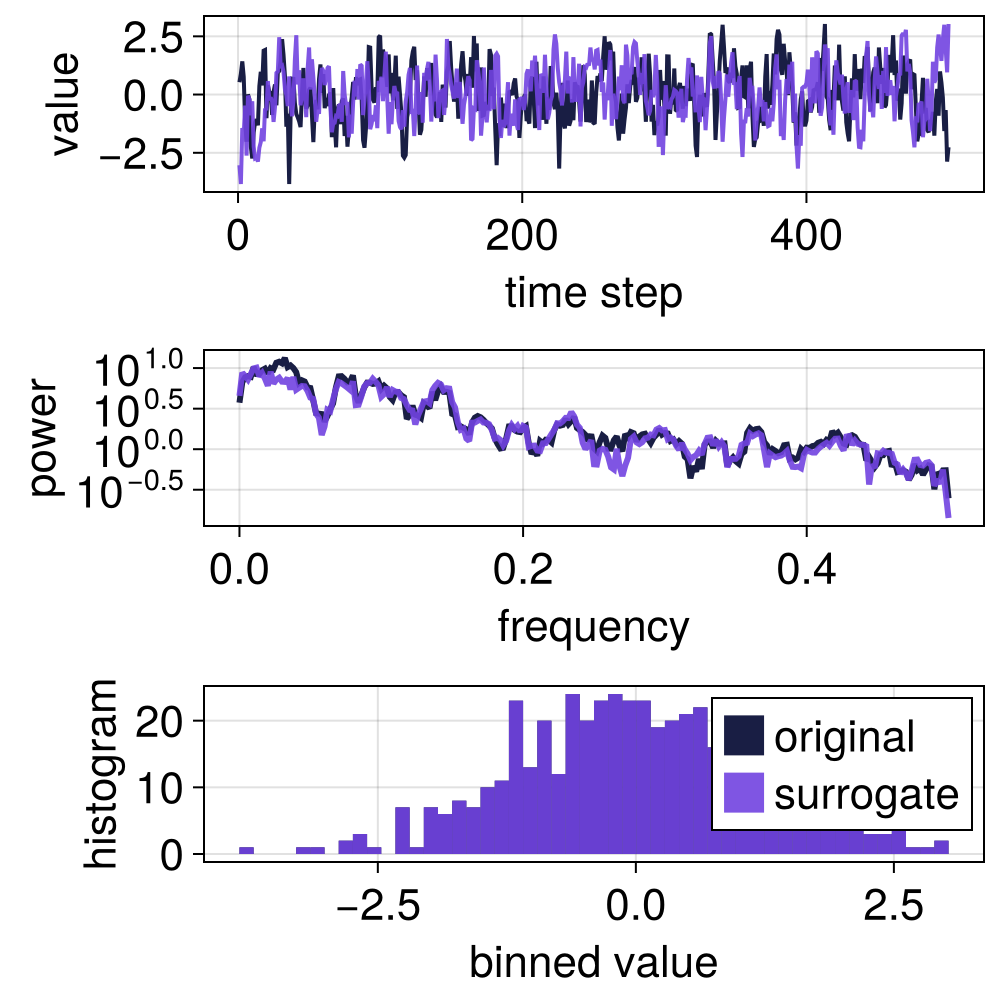 value
2.5
0.0
−2.5
0 200 400
time step
power
10^1.0
10^0.5
10^0.0
10^−0.5
0.0 0.2 0.4
frequency
histogram
20
10
0
original
surrogate
−2.5 0.0 2.5
binned value